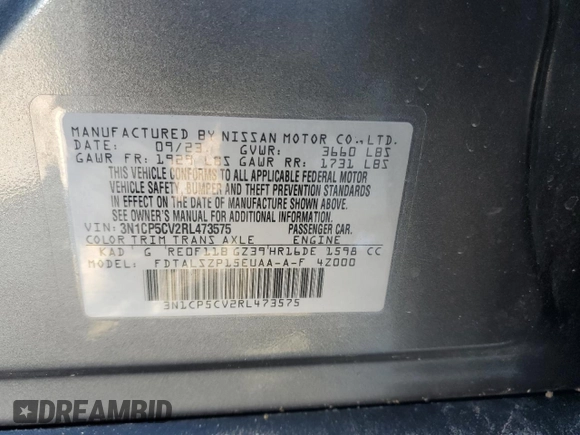 MANUFACTURED BY NISSAN MOTOR CO.,LTD.
DATE: 09/23 GVWR: 3660 LBS
GAWR FR: 1929 LBS GAWR RR: 1731 LBS
THIS VEHICLE CONFORMS TO ALL APPLICABLE FEDERAL MOTOR
VEHICLE SAFETY, BUMPER AND THEFT PREVENTION STANDARDS
IN EFFECT ON THE DATE OF MANUFACTURE SHOWN ABOVE.
SEE OWNER'S MANUAL OR
VIN: 3N1CP5CV2RL473575 PASSENGER CAR.
COLOR TRIM TRANS AXLE ENGINE
KAD G RE0F11B GZ39 HR16DE 1598 CC
MODEL: FDTALSZP15EUAA-A-F 4Z000
3N1CP5CV2RL473575
DREAMBID